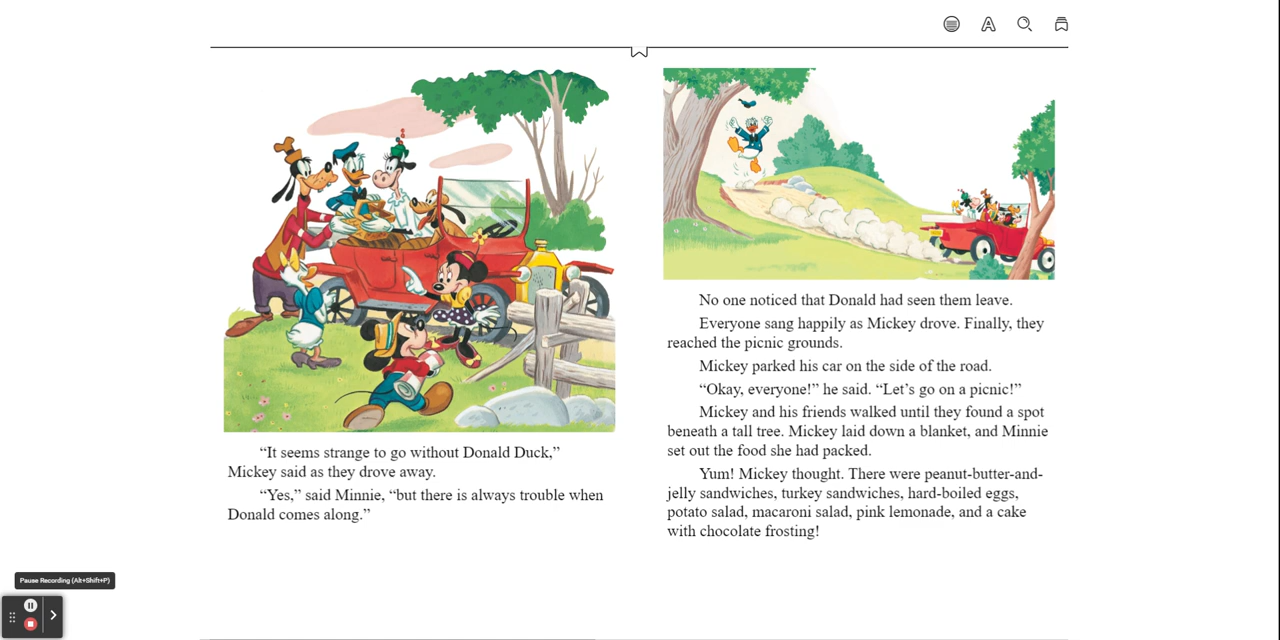 “It seems strange to go without Donald Duck,”
Mickey said as they drove away.
“Yes,” said Minnie, “but there is always trouble when
Donald comes along.”
No one noticed that Donald had seen them leave.
Everyone sang happily as Mickey drove. Finally, they
reached the picnic grounds.
Mickey parked his car on the side of the road.
“Okay, everyone!” he said. “Let’s go on a picnic!”
Mickey and his friends walked until they found a spot
beneath a tall tree. Mickey laid down a blanket, and Minnie
set out the food she had packed.
Yum! Mickey thought. There were peanut-butter-and-
jelly sandwiches, turkey sandwiches, hard-boiled eggs,
potato salad, macaroni salad, pink lemonade, and a cake
with chocolate frosting!
Pause Recording (Alt+Shift+P)